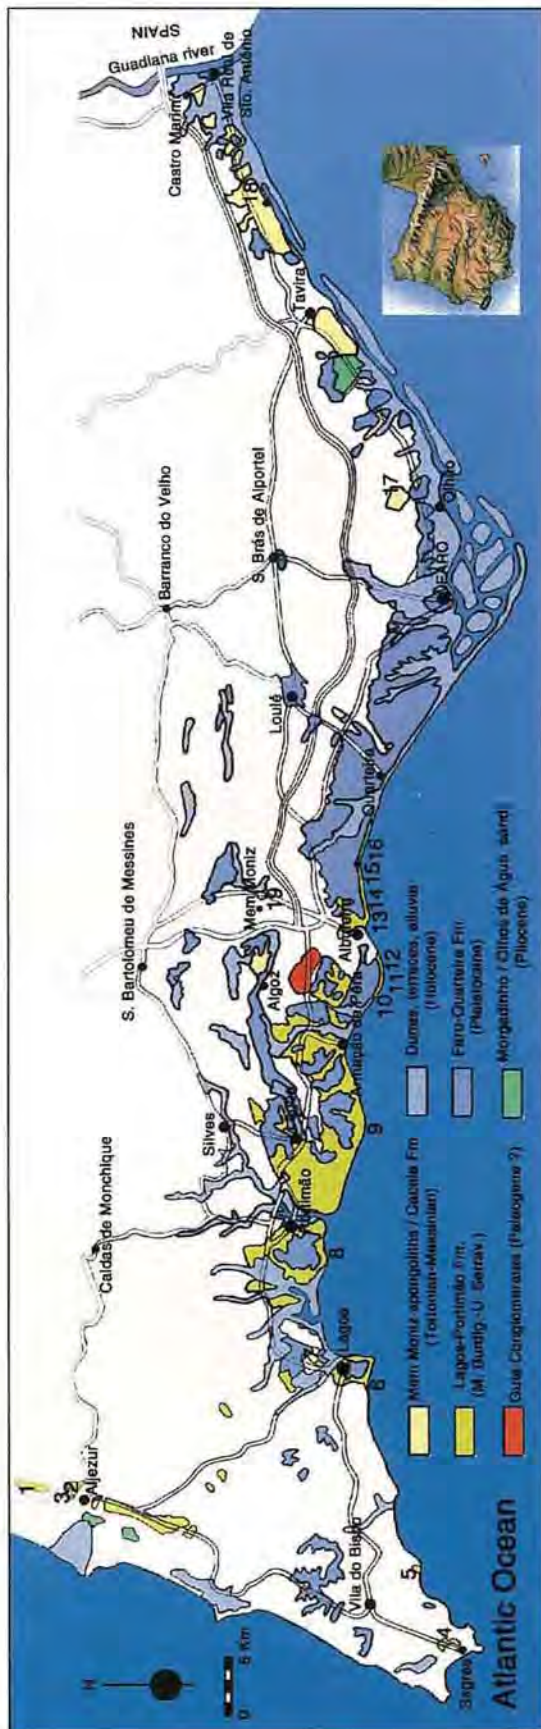 SPAIN
Guadiana river
Castro Marim
Vila Real de
Sto. António
18
Tavira
Barranco do Velho
S. Brás de Alportel
17
Olhão
FARO
Loulé
Quarteira
S. Bartolomeu de Messines
Mem Moniz
19
Algoz
Albufeira
13 14 15 16
10 11 12
Armação de Pera
9
Silves
Portimão
8
Caldas de Monchique
Lagos
6
1
3 2
Aljezur
Vila do Bispo
5
4
Sagres
N
0 5 Km
Atlantic Ocean
Mem Moniz spongoliths / Cacela Fm
(Tortonian-Messinian)
Lagos-Portimão Fm.
(M. Burdig.-U. Serrav.)
Guia Conglomerates (Paleogene ?)
Dunes, terraces, alluvia
(Holocene)
Faro-Quarteira Fm
(Pleistocene)
Morgadinho / Olhos de Água sand
(Pliocene)